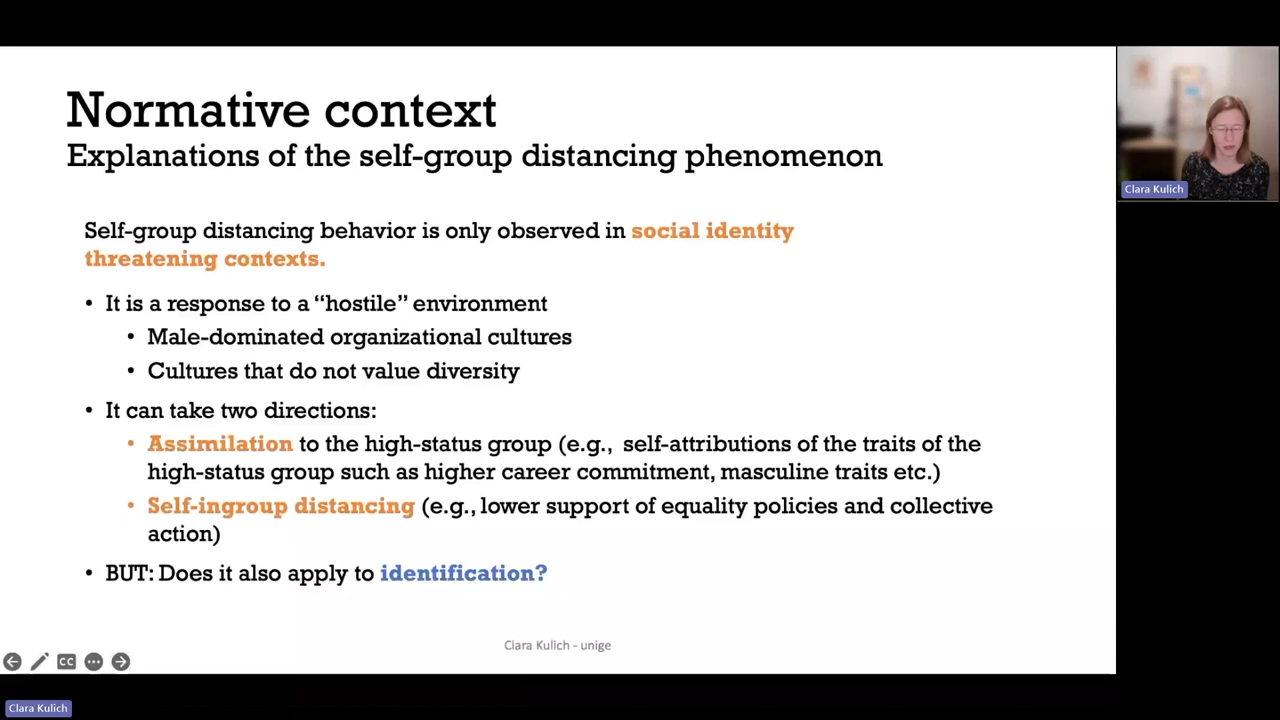 Normative context
Explanations of the self-group distancing phenomenon
Self-group distancing behavior is only observed in social identity
threatening contexts.
• It is a response to a “hostile” environment
• Male-dominated organizational cultures
• Cultures that do not value diversity
• It can take two directions:
• Assimilation to the high-status group (e.g., self-attributions of the traits of the
high-status group such as higher career commitment, masculine traits etc.)
• Self-ingroup distancing (e.g., lower support of equality policies and collective
action)
• BUT: Does it also apply to identification?
Clara Kulich - unige
CC
Clara Kulich
Clara Kulich